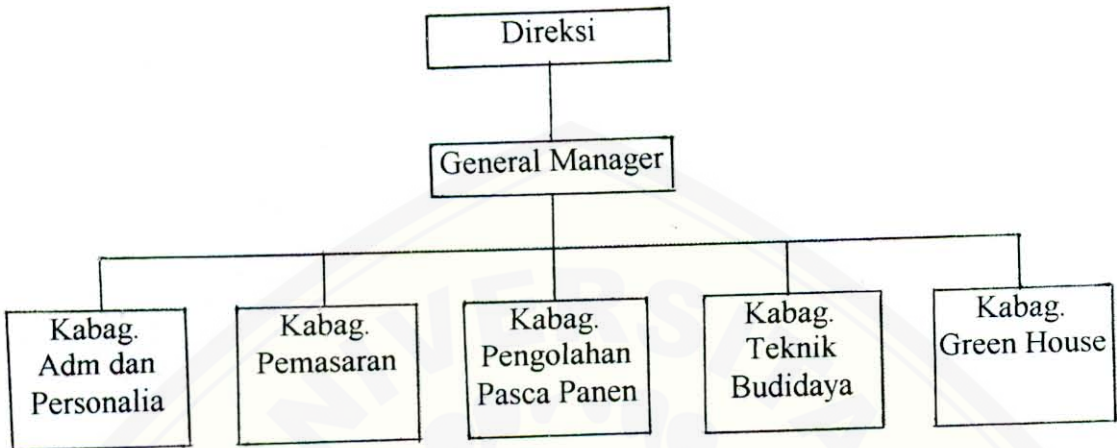 Direksi
General Manager
Kabag.
Adm dan
Personalia
Kabag.
Pemasaran
Kabag.
Pengolahan
Pasca Panen
Kabag.
Teknik
Budidaya
Kabag.
Green House